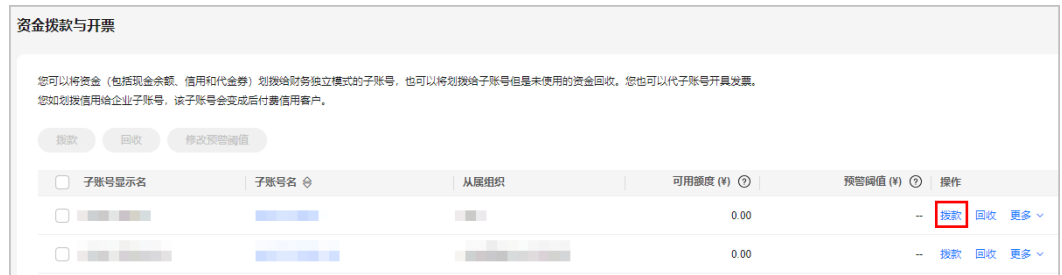 资金拨款与开票
您可以将资金（包括现金余额、信用和代金券）划拨给财务独立模式的子账号，也可以将划拨给子账号但是未使用的资金回收。您也可以代子账号开具发票。
您如划拨信用给企业子账号，该子账号会变成后付费信用客户。
拨款 回收 修改预警阈值
子账号显示名 子账号名 从属组织 可用额度 (¥) ? 预警阈值 (¥) ? 操作
0.00 -- 拨款 回收 更多
0.00 -- 拨款 回收 更多